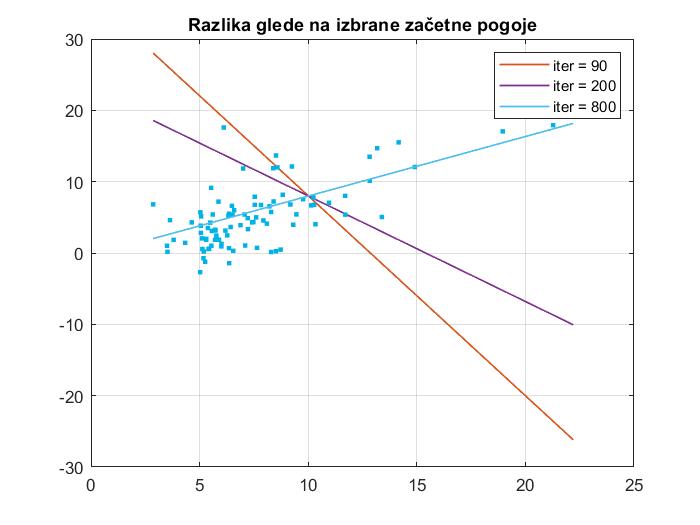 Razlika glede na izbrane začetne pogoje
iter = 90
iter = 200
iter = 800
30
20
10
0
-10
-20
-30
0 5 10 15 20 25